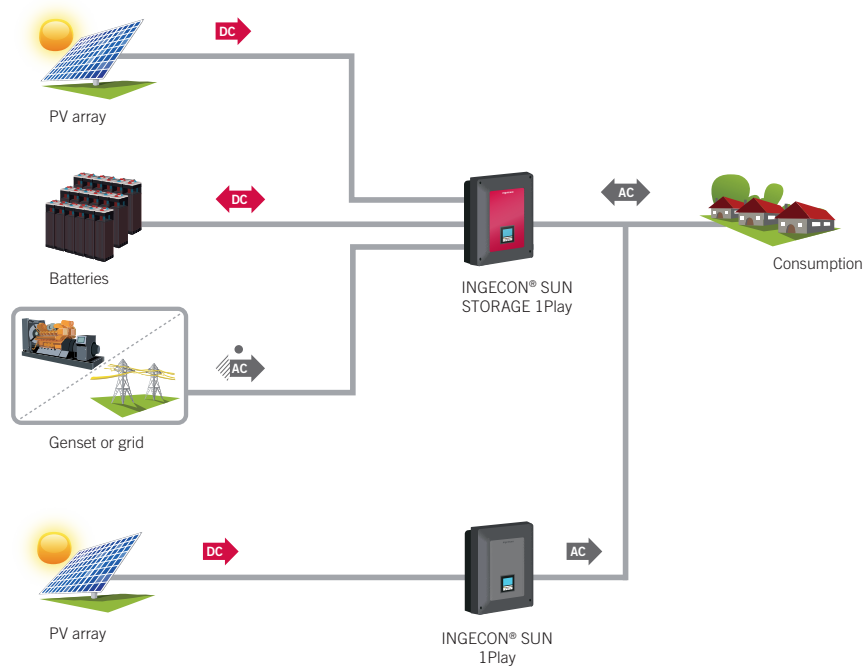 DC
PV array
DC
AC
Batteries
Consumption
INGECON® SUN
STORAGE 1Play
AC
Genset or grid
DC
AC
PV array
INGECON® SUN
1Play